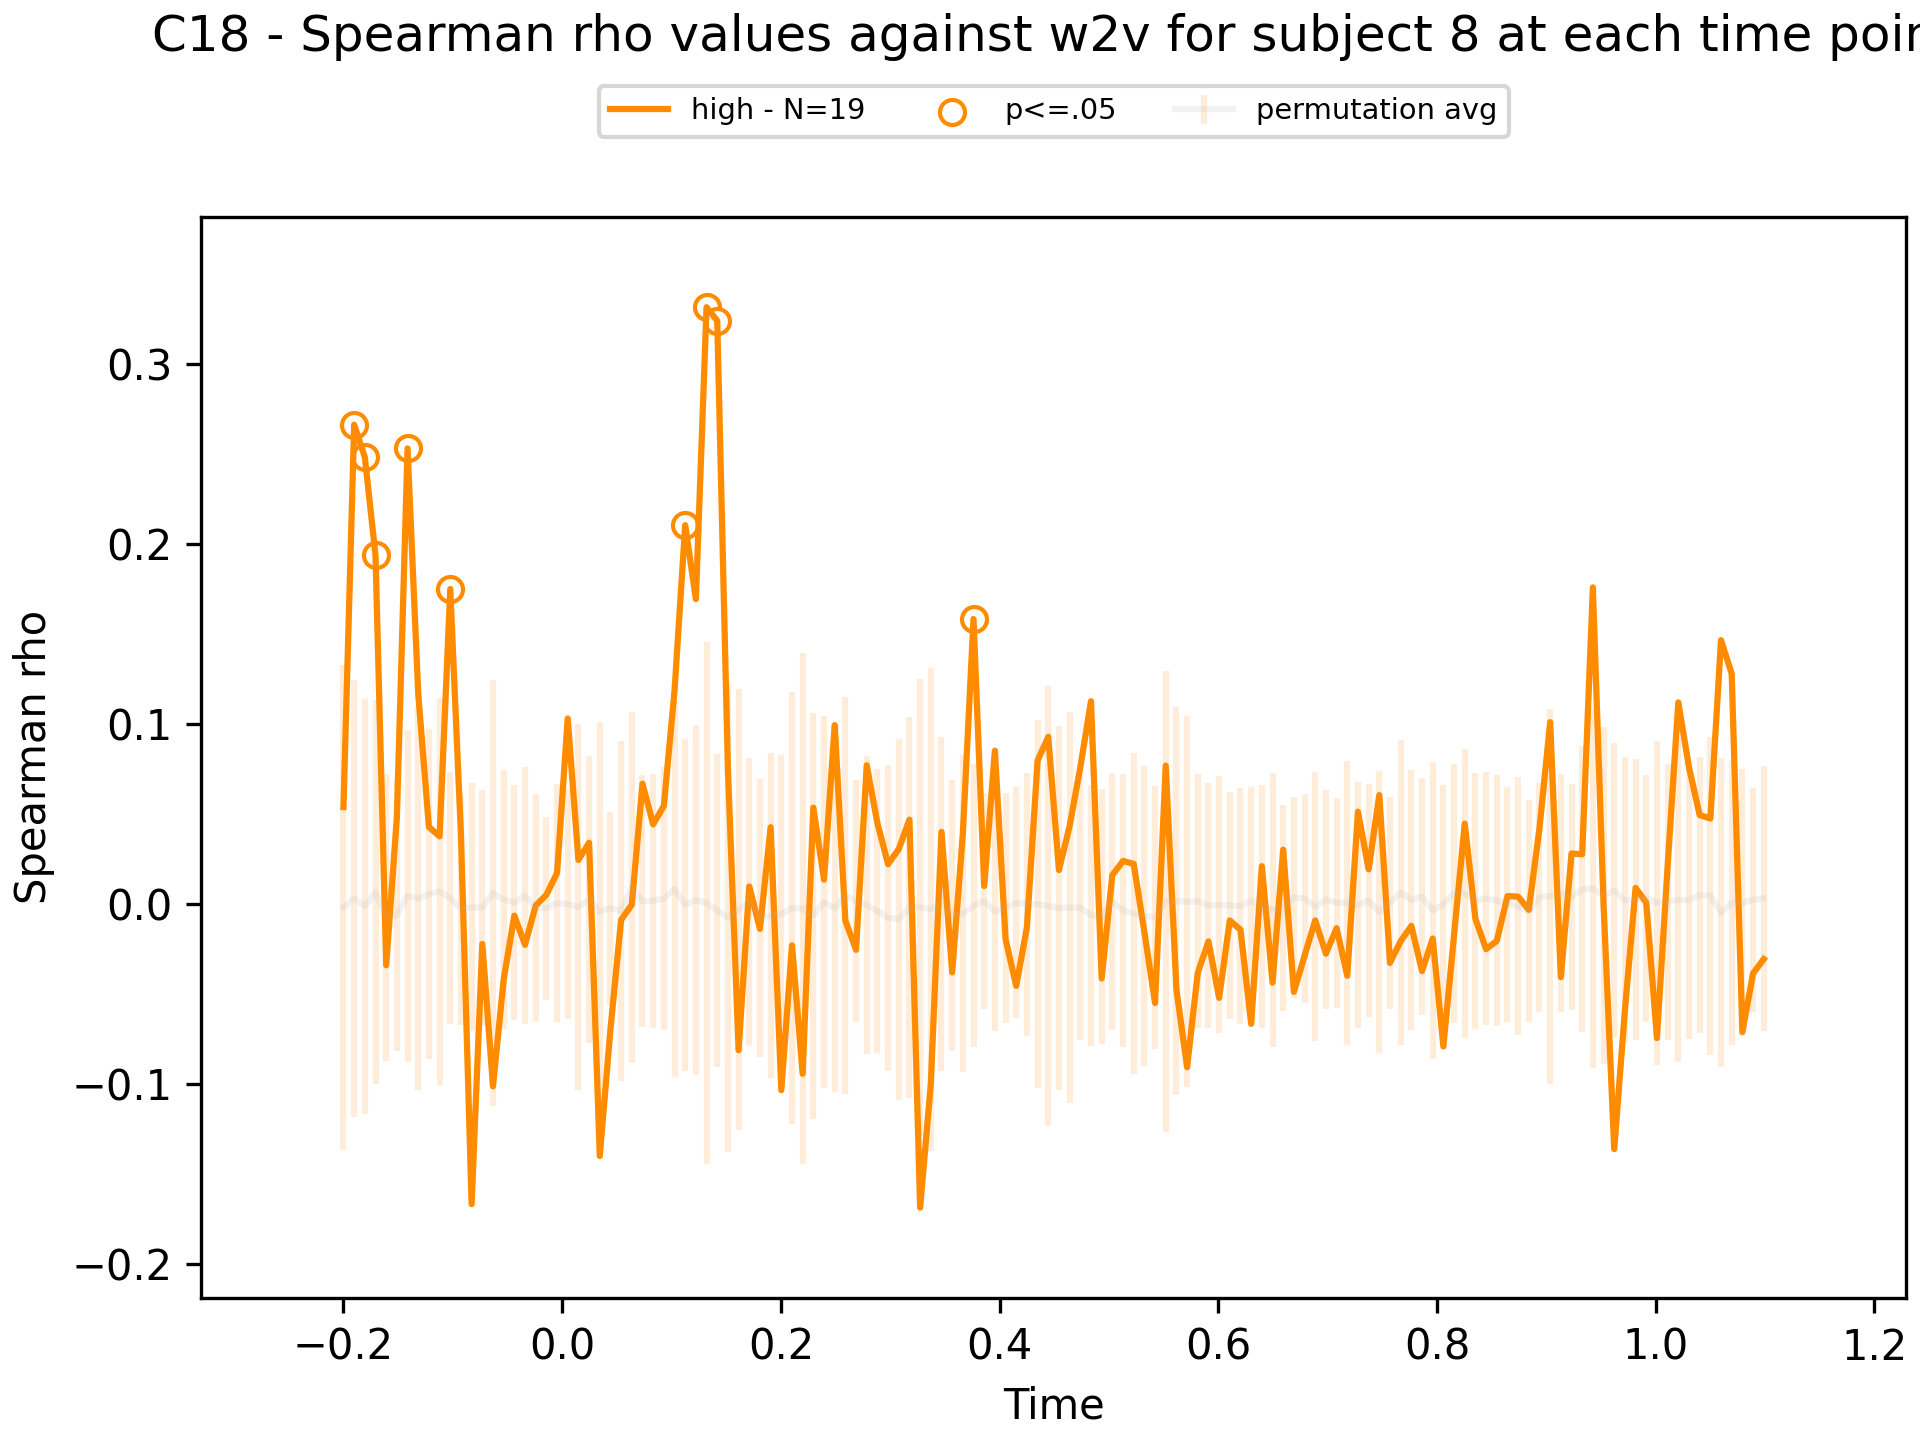 C18 - Spearman rho values against w2v for subject 8 at each time poin
high - N=19 p<=.05 permutation avg
Spearman rho
0.3
0.2
0.1
0.0
−0.1
−0.2
−0.2 0.0 0.2 0.4 0.6 0.8 1.0 1.2
Time